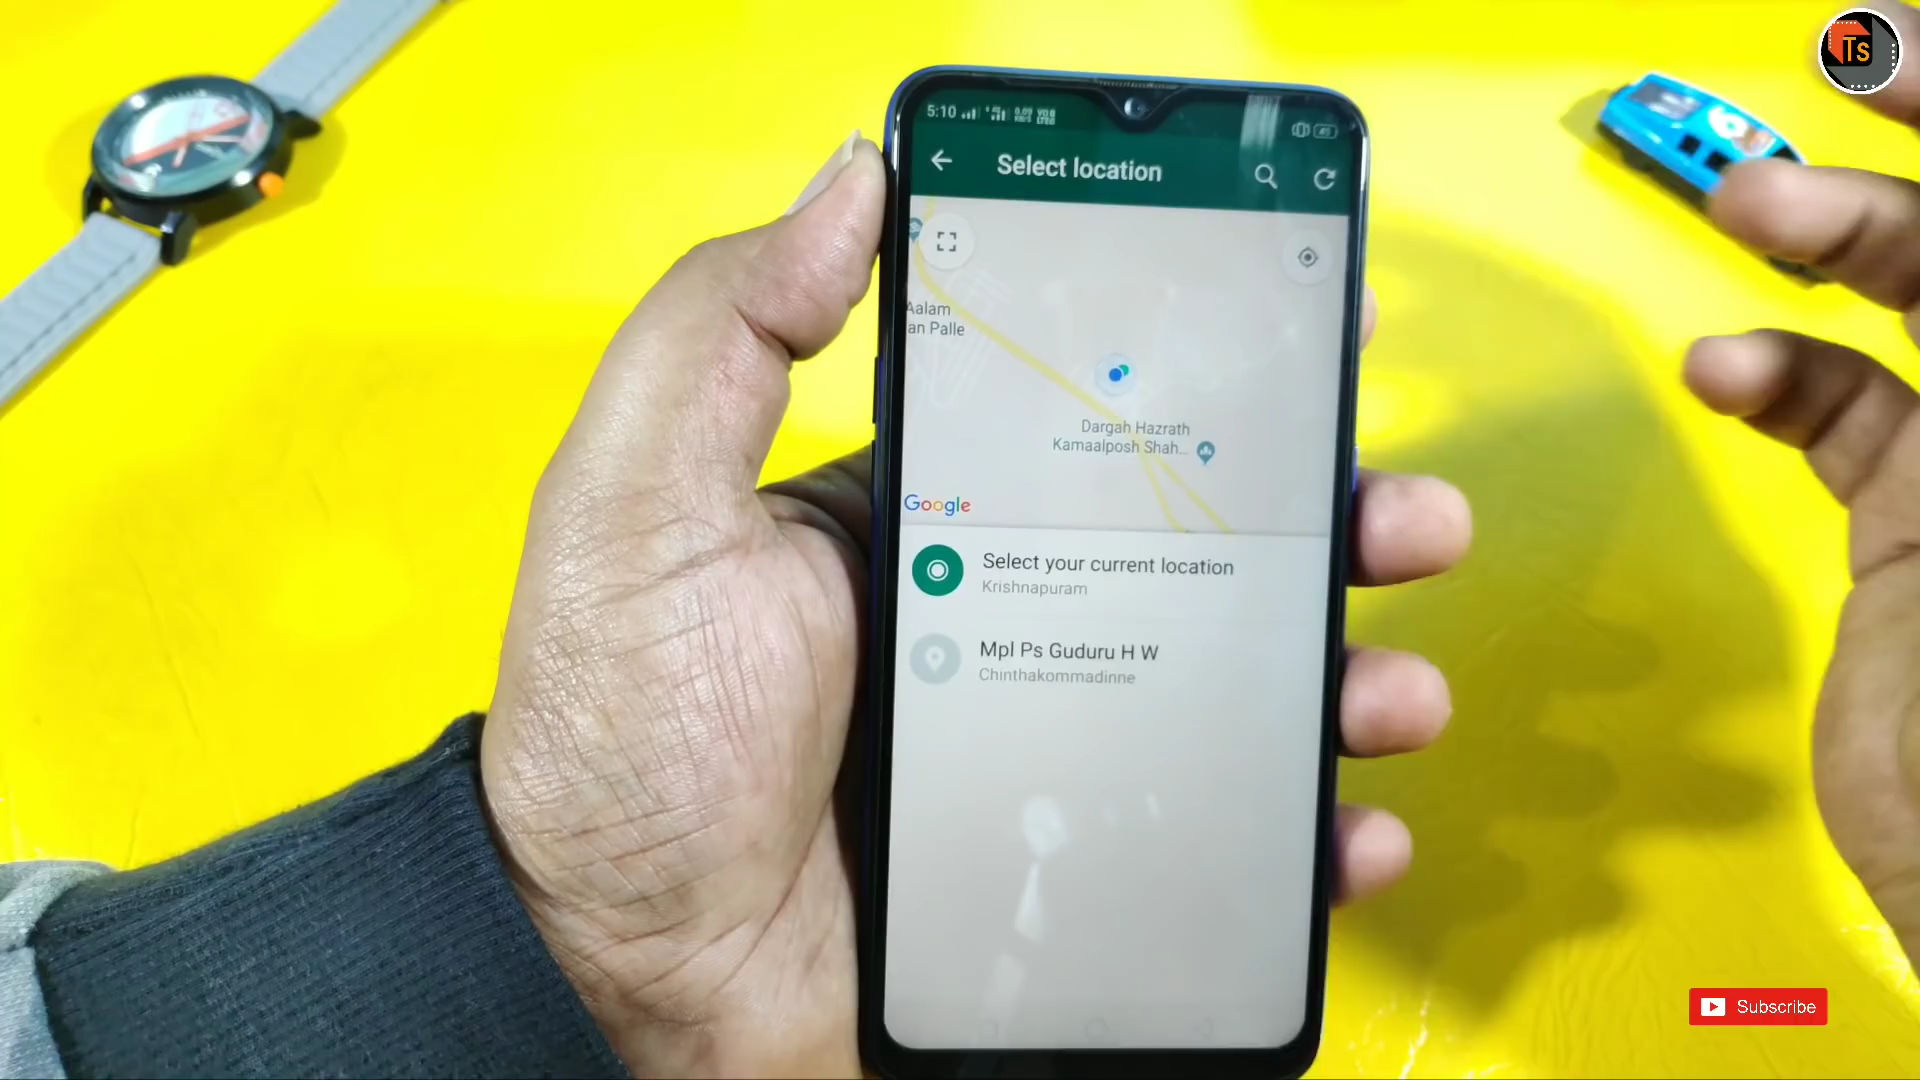 Ts
5:10
Select location
Aalam
an Palle
Dargah Hazrath
Kamaalposh Shah...
Google
Select your current location
Krishnapuram
Mpl Ps Guduru H W
Chinthakommadinne
Subscribe